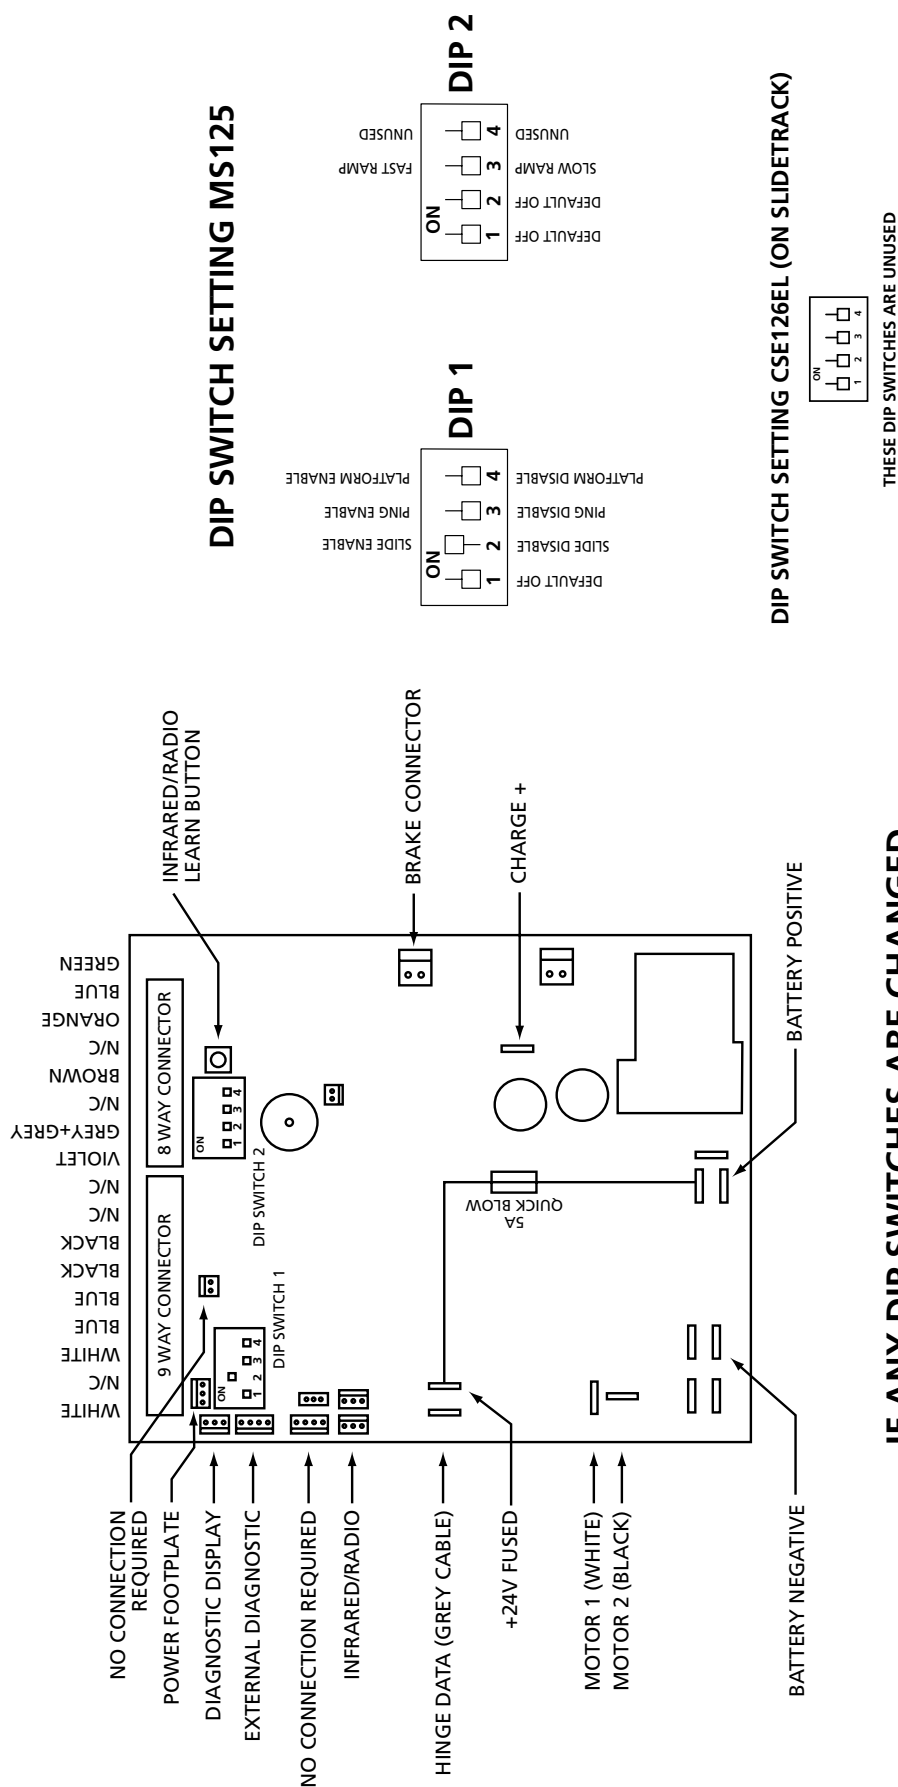 DIP SWITCH SETTING MS125
DIP 1
ON
1 2 3 4
DEFAULT OFF
SLIDE ENABLE
SLIDE DISABLE
PING ENABLE
PING DISABLE
PLATFORM ENABLE
PLATFORM DISABLE
DIP 2
ON
1 2 3 4
DEFAULT OFF
DEFAULT OFF
FAST RAMP
SLOW RAMP
UNUSED
UNUSED
DIP SWITCH SETTING CSE126EL (ON SLIDETRACK)
ON
1 2 3 4
THESE DIP SWITCHES ARE UNUSED
WHITE
N/C
WHITE
BLUE
BLUE
BLACK
BLACK
N/C
N/C
VIOLET
GREY+GREY
N/C
BROWN
N/C
ORANGE
BLUE
GREEN
9 WAY CONNECTOR
8 WAY CONNECTOR
INFRARED/RADIO
LEARN BUTTON
NO CONNECTION
REQUIRED
POWER FOOTPLATE
DIAGNOSTIC DISPLAY
EXTERNAL DIAGNOSTIC
NO CONNECTION REQUIRED
INFRARED/RADIO
HINGE DATA (GREY CABLE)
+24V FUSED
MOTOR 1 (WHITE)
MOTOR 2 (BLACK)
BATTERY NEGATIVE
ON
1 2 3 4
DIP SWITCH 1
ON
1 2 3 4
DIP SWITCH 2
5A
QUICK BLOW
BRAKE CONNECTOR
CHARGE +
BATTERY POSITIVE
IF ANY DIP SWITCHES ARE CHANGED